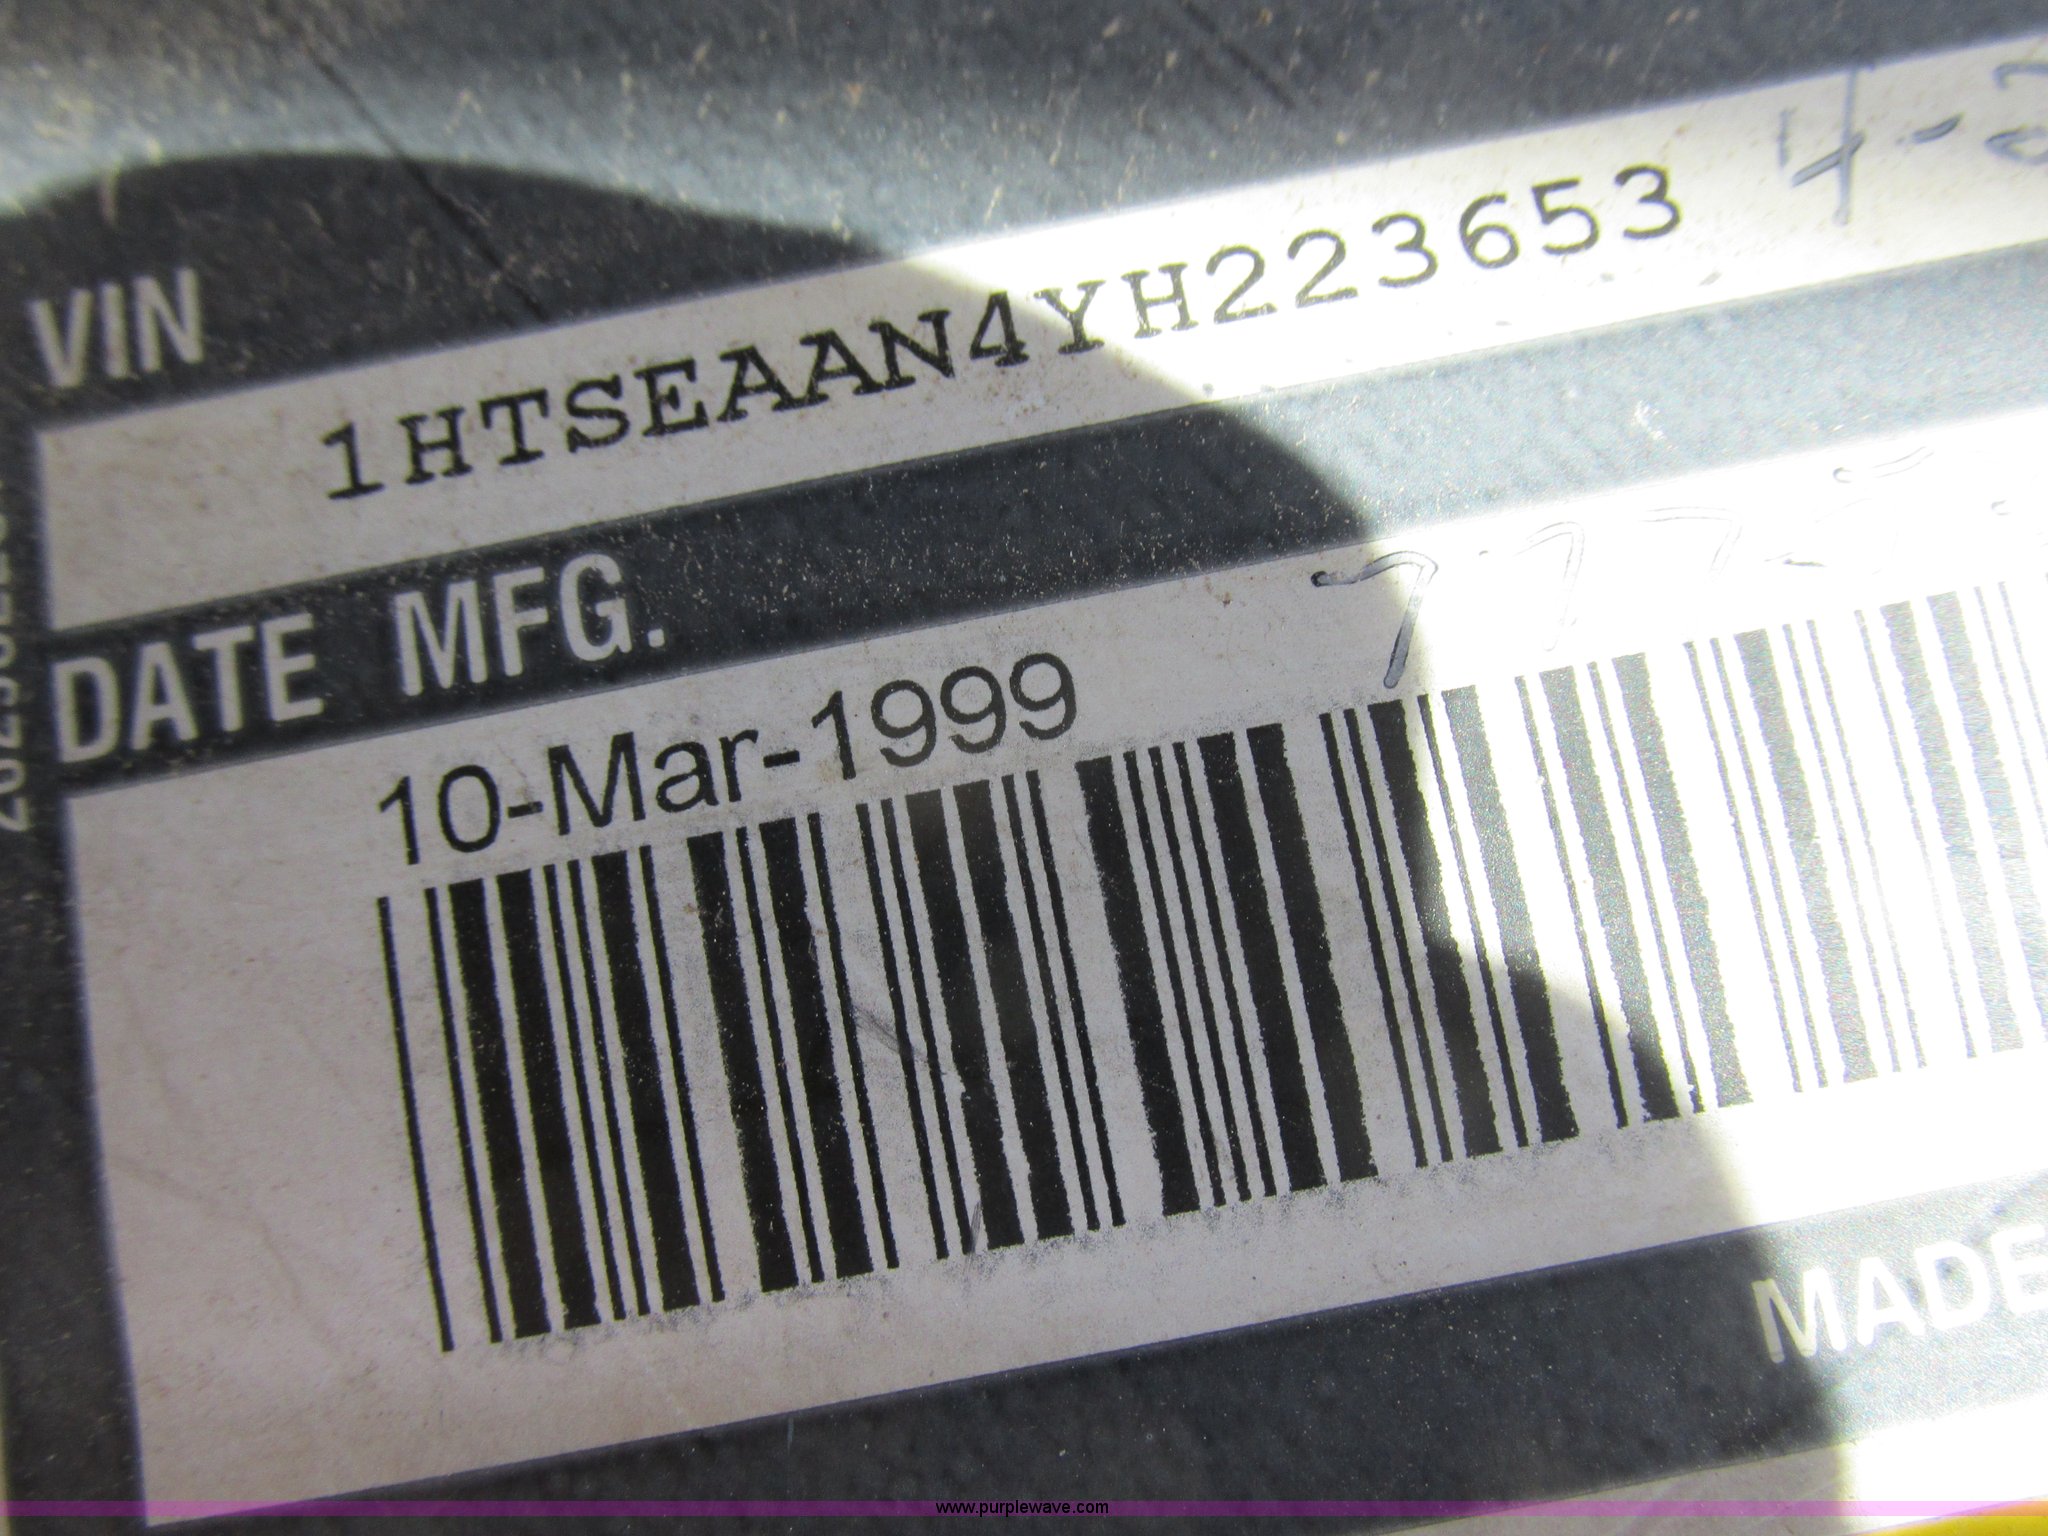 VIN
1HTSEAAN4YH223653
DATE MFG.
10-Mar-1999
MADE
www.purplewave.com